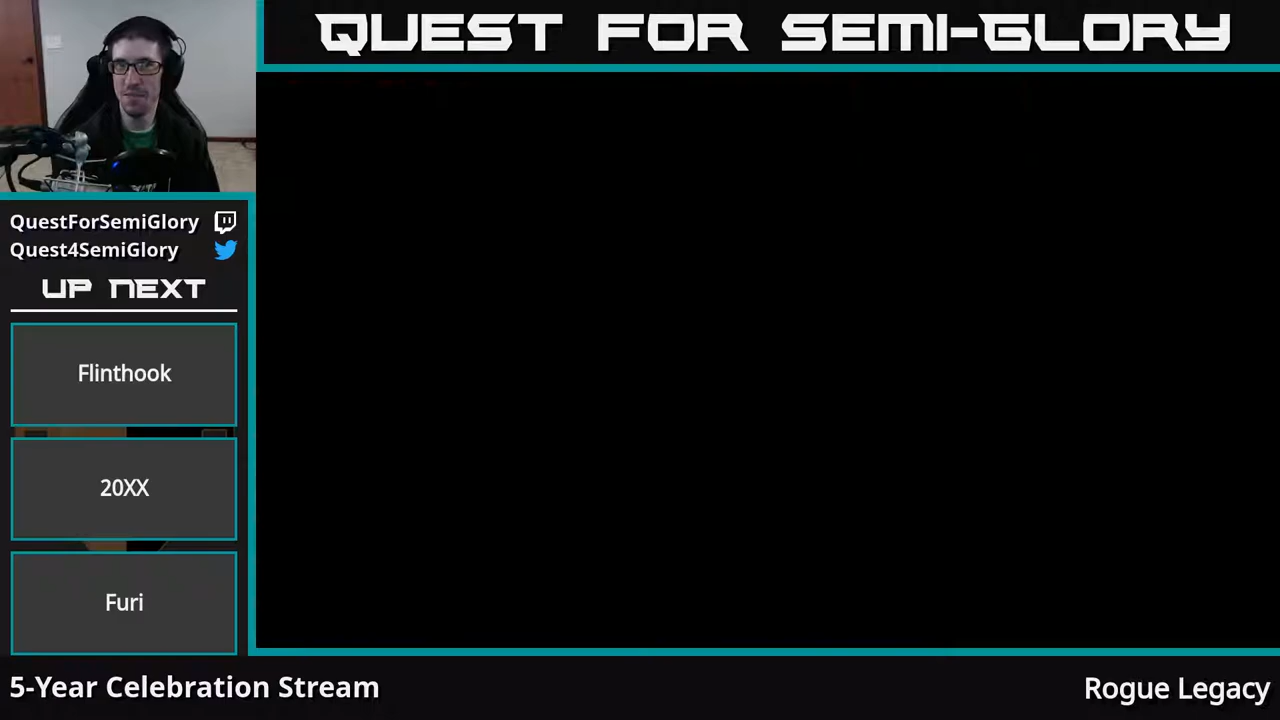 QUEST FOR SEMI-GLORY
QuestForSemiGlory
Quest4SemiGlory
UP NEXT
Flinthook
20XX
Furi
5-Year Celebration Stream
Rogue Legacy